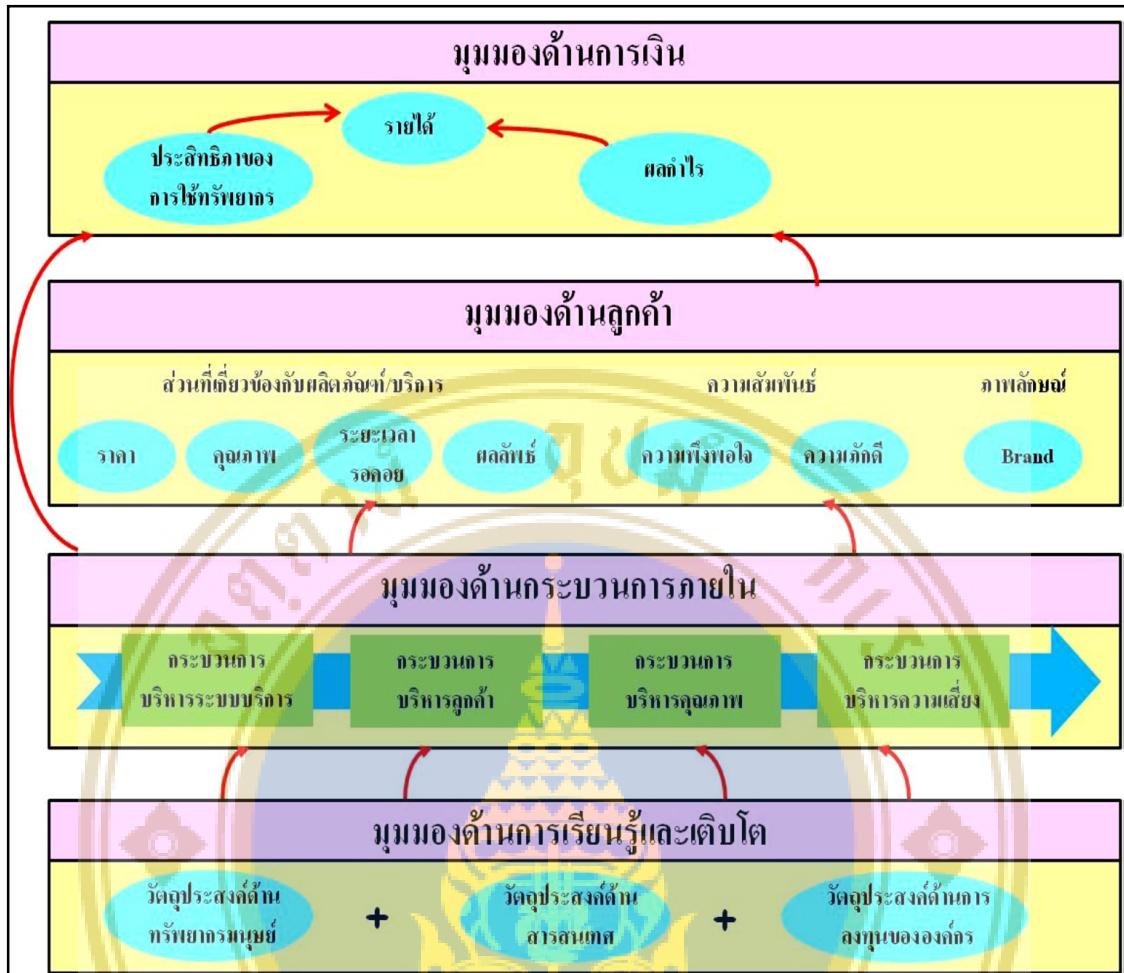 มุมมองด้านการเงิน
รายได้
ประสิทธิภาของ
การใช้ทรัพยากร
ผลกำไร
มุมมองด้านลูกค้า
ส่วนที่เกี่ยวข้องกับผลิตภัณฑ์/บริการ
ความสัมพันธ์
ภาพลักษณ์
ราคา
คุณภาพ
ระยะเวลา
รอคอย
ผลลัพธ์
ความพึงพอใจ
ความภักดี
Brand
มุมมองด้านกระบวนการภายใน
กระบวนการ
บริหารระบบบริการ
กระบวนการ
บริหารลูกค้า
กระบวนการ
บริหารคุณภาพ
กระบวนการ
บริหารความเสี่ยง
มุมมองด้านการเรียนรู้และเติบโต
วัตถุประสงค์ด้าน
ทรัพยากรมนุษย์
+
วัตถุประสงค์ด้าน
สารสนเทศ
+
วัตถุประสงค์ด้านการ
ลงทุนขององค์กร